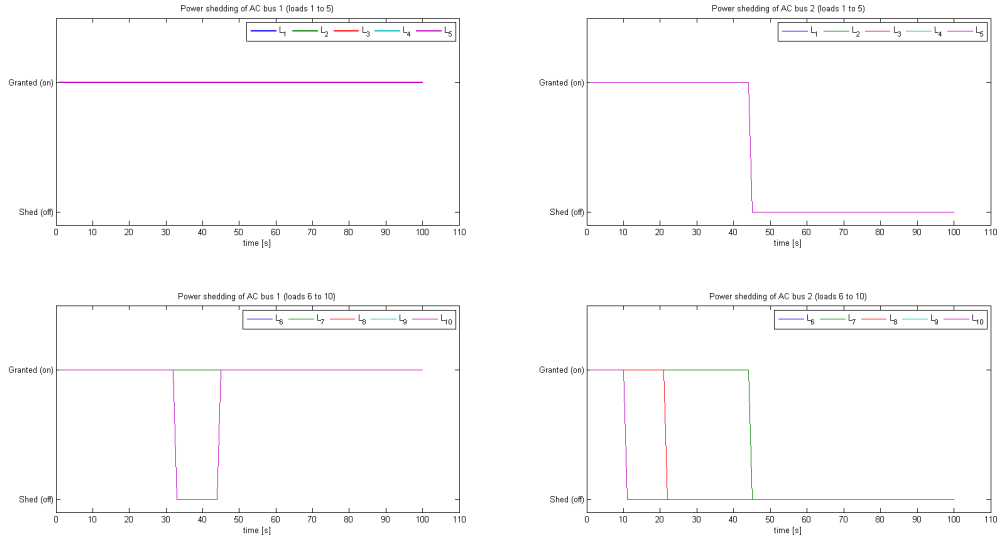 Power shedding of AC bus 1 (loads 1 to 5)
L1 L2 L3 L4 L5
Granted (on)
Shed (off)
0 10 20 30 40 50 60 70 80 90 100 110
time [s]
Power shedding of AC bus 2 (loads 1 to 5)
L1 L2 L3 L4 L5
Granted (on)
Shed (off)
0 10 20 30 40 50 60 70 80 90 100 110
time [s]
Power shedding of AC bus 1 (loads 6 to 10)
L6 L7 L8 L9 L10
Granted (on)
Shed (off)
0 10 20 30 40 50 60 70 80 90 100 110
time [s]
Power shedding of AC bus 2 (loads 6 to 10)
L6 L7 L8 L9 L10
Granted (on)
Shed (off)
0 10 20 30 40 50 60 70 80 90 100 110
time [s]